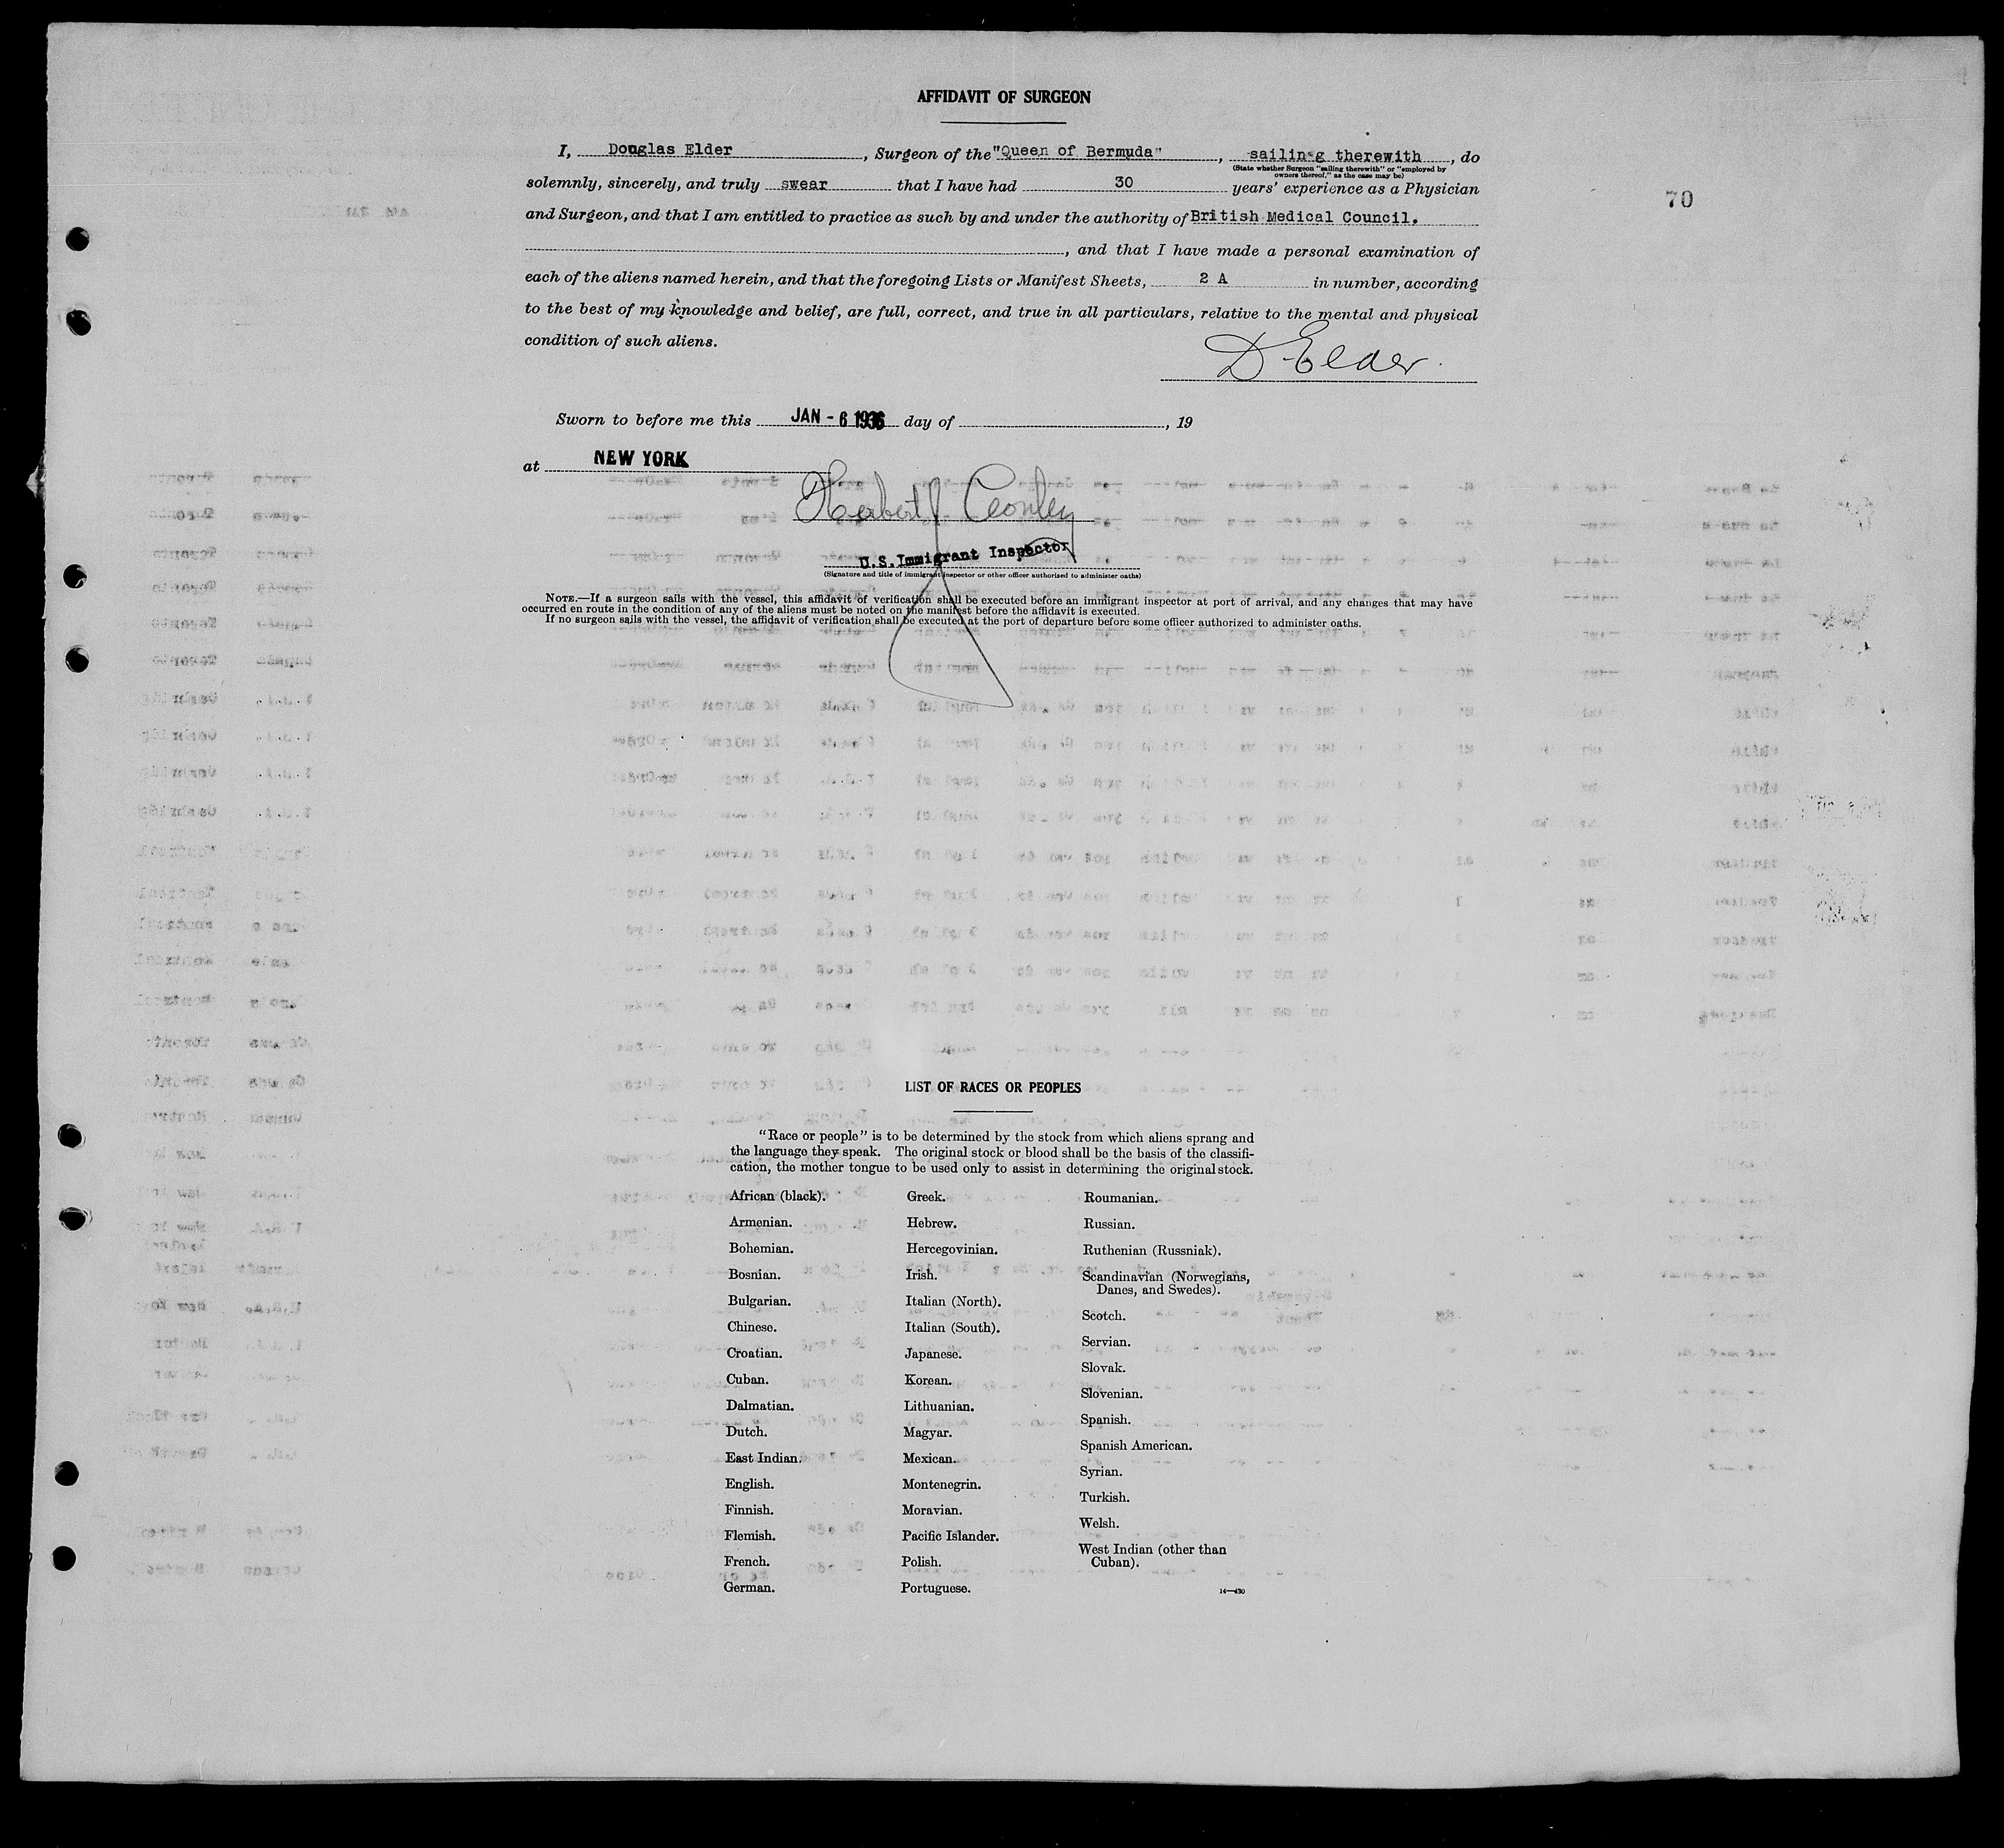 AFFIDAVIT OF SURGEON
I, Douglas Elder, Surgeon of the "Queen of Bermuda", sailing therewith, do
(State whether Surgeon "sailing therewith" or "employed by
owners thereof," as the case may be)
solemnly, sincerely, and truly swear that I have had 30 years' experience as a Physician
70
and Surgeon, and that I am entitled to practice as such by and under the authority of British Medical Council.
, and that I have made a personal examination of
each of the aliens named herein, and that the foregoing Lists or Manifest Sheets, 2 A in number, according
to the best of my knowledge and belief, are full, correct, and true in all particulars, relative to the mental and physical
condition of such aliens.
D Elder.
Sworn to before me this JAN - 6 1936 day of , 19
at NEW YORK
Herbert J.
U.S. Immigrant Inspector
(Signature and title of immigrant inspector or other officer authorized to administer oaths)
NOTE.—If a surgeon sails with the vessel, this affidavit of verification shall be executed before an immigrant inspector at port of arrival, and any changes that may have
occurred en route in the condition of any of the aliens must be noted on the manifest before the affidavit is executed.
If no surgeon sails with the vessel, the affidavit of verification shall be executed at the port of departure before some officer authorized to administer oaths.
LIST OF RACES OR PEOPLES
"Race or people" is to be determined by the stock from which aliens sprang and
the language they speak. The original stock or blood shall be the basis of the classifi-
cation, the mother tongue to be used only to assist in determining the original stock.
African (black).
Armenian.
Bohemian.
Bosnian.
Bulgarian.
Chinese.
Croatian.
Cuban.
Dalmatian.
Dutch.
East Indian.
English.
Finnish.
Flemish.
French.
German.
Greek.
Hebrew.
Hercegovinian.
Irish.
Italian (North).
Italian (South).
Japanese.
Korean.
Lithuanian.
Magyar.
Mexican.
Montenegrin.
Moravian.
Pacific Islander.
Polish.
Portuguese.
Roumanian.
Russian.
Ruthenian (Russniak).
Scandinavian (Norwegians,
Danes, and Swedes).
Scotch.
Servian.
Slovak.
Slovenian.
Spanish.
Spanish American.
Syrian.
Turkish.
Welsh.
West Indian (other than
Cuban).
14—430